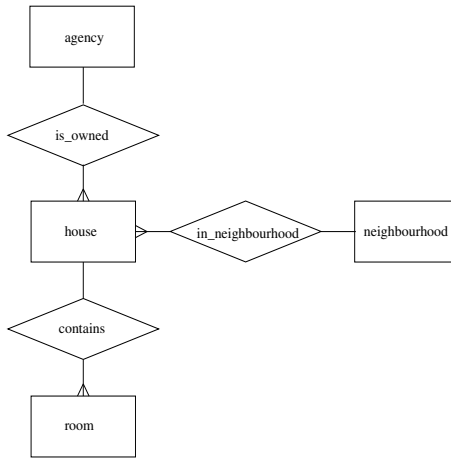 agency
is_owned
house
in_neighbourhood
neighbourhood
contains
room